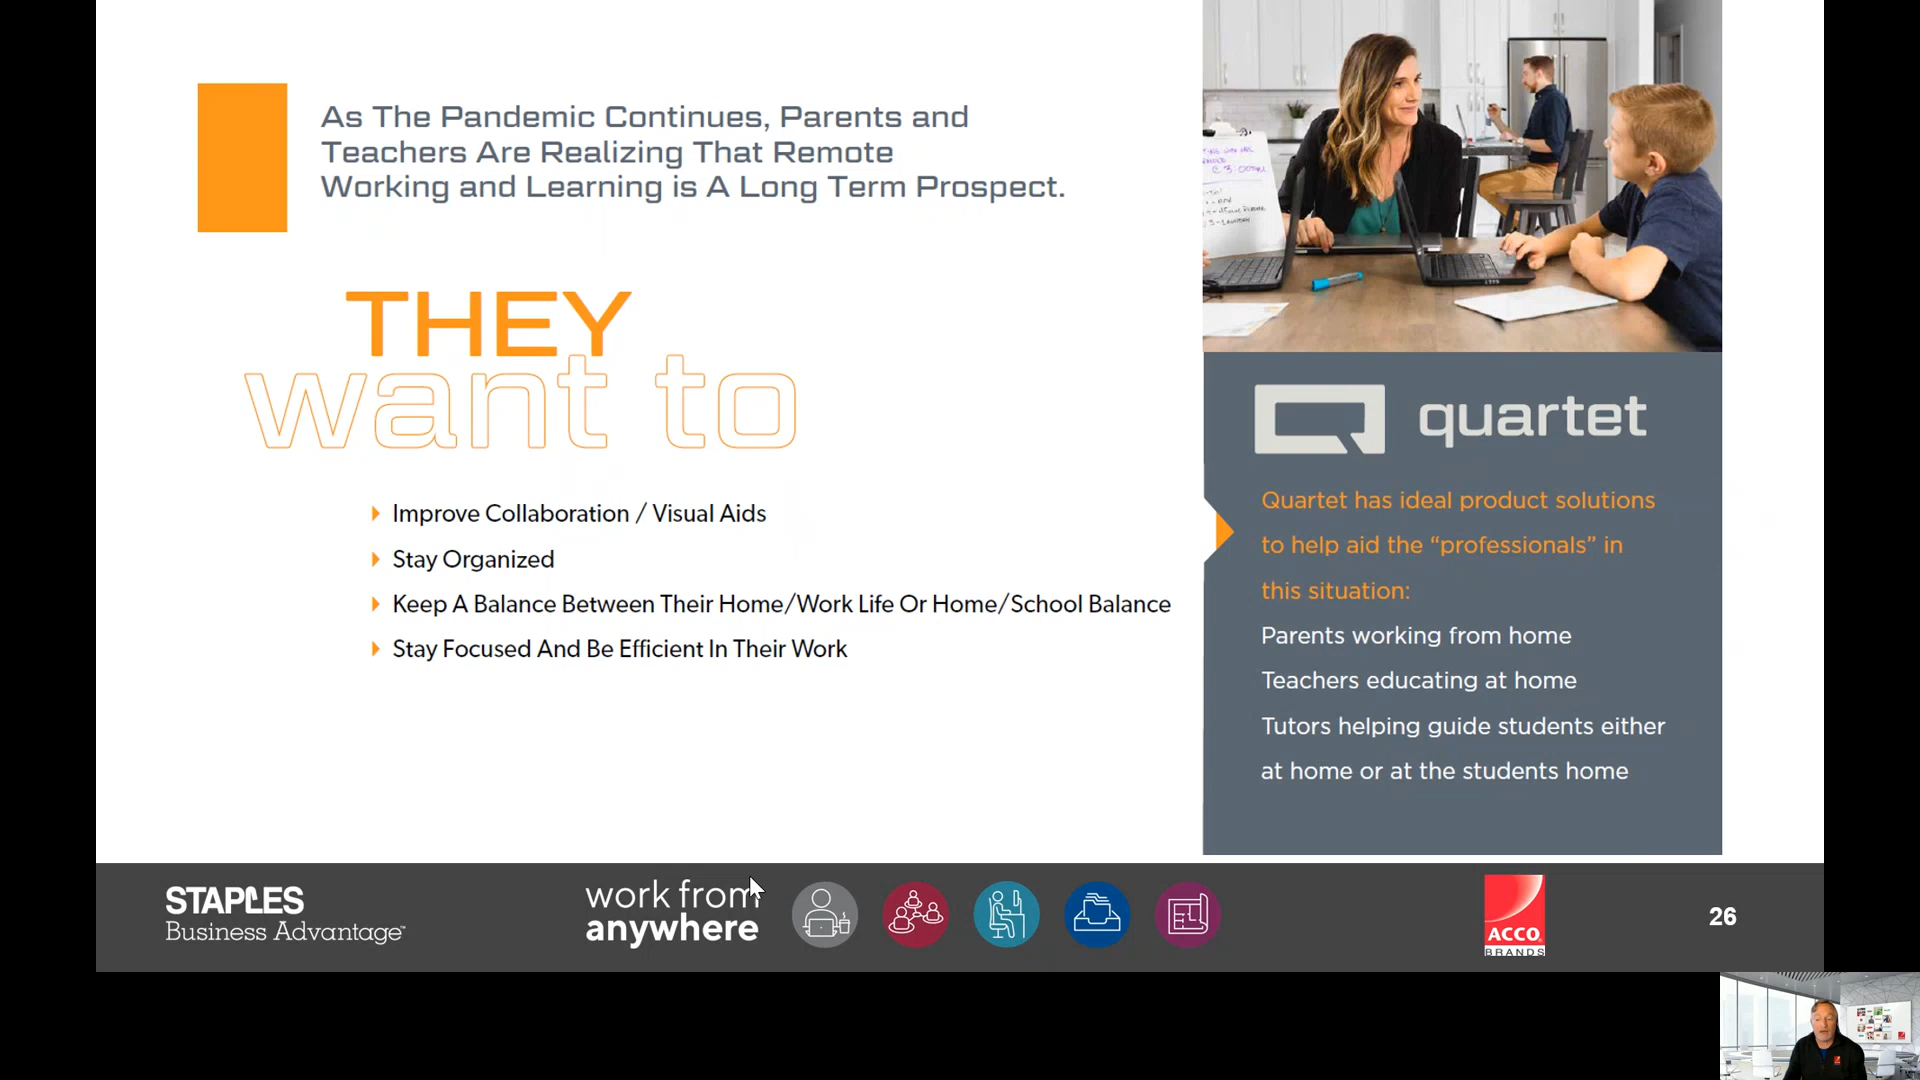 As The Pandemic Continues, Parents and
Teachers Are Realizing That Remote
Working and Learning is A Long Term Prospect.
THEY
want to
Improve Collaboration / Visual Aids
Stay Organized
Keep A Balance Between Their Home/Work Life Or Home/School Balance
Stay Focused And Be Efficient In Their Work
quartet
Quartet has ideal product solutions
to help aid the “professionals” in
this situation:
Parents working from home
Teachers educating at home
Tutors helping guide students either
at home or at the students home
STAPLES
Business Advantage™
work from
anywhere
ACCO
BRANDS
26